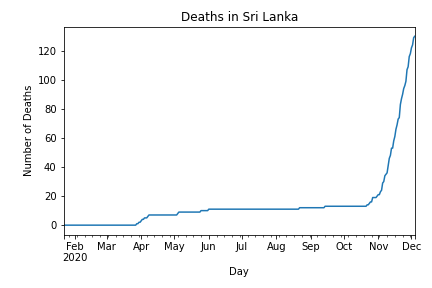 Deaths in Sri Lanka
Number of Deaths
120
100
80
60
40
20
0
Feb Mar Apr May Jun Jul Aug Sep Oct Nov Dec
2020
Day